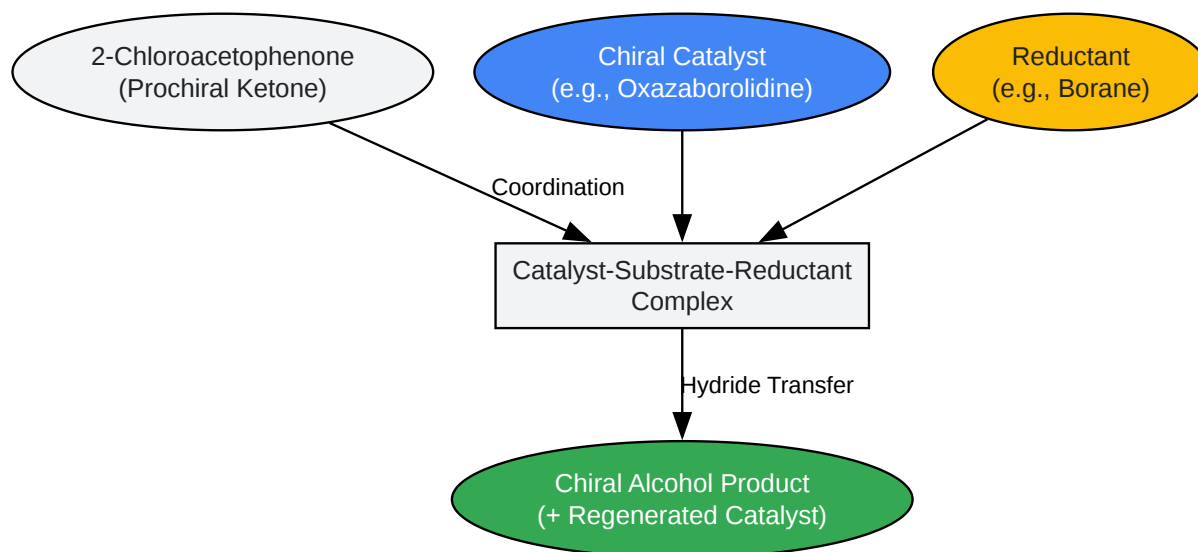 2-Chloroacetophenone
(Prochiral Ketone)
Chiral Catalyst
(e.g., Oxazaborolidine)
Reductant
(e.g., Borane)
Coordination
Catalyst-Substrate-Reductant
Complex
Hydride Transfer
Chiral Alcohol Product
(+ Regenerated Catalyst)